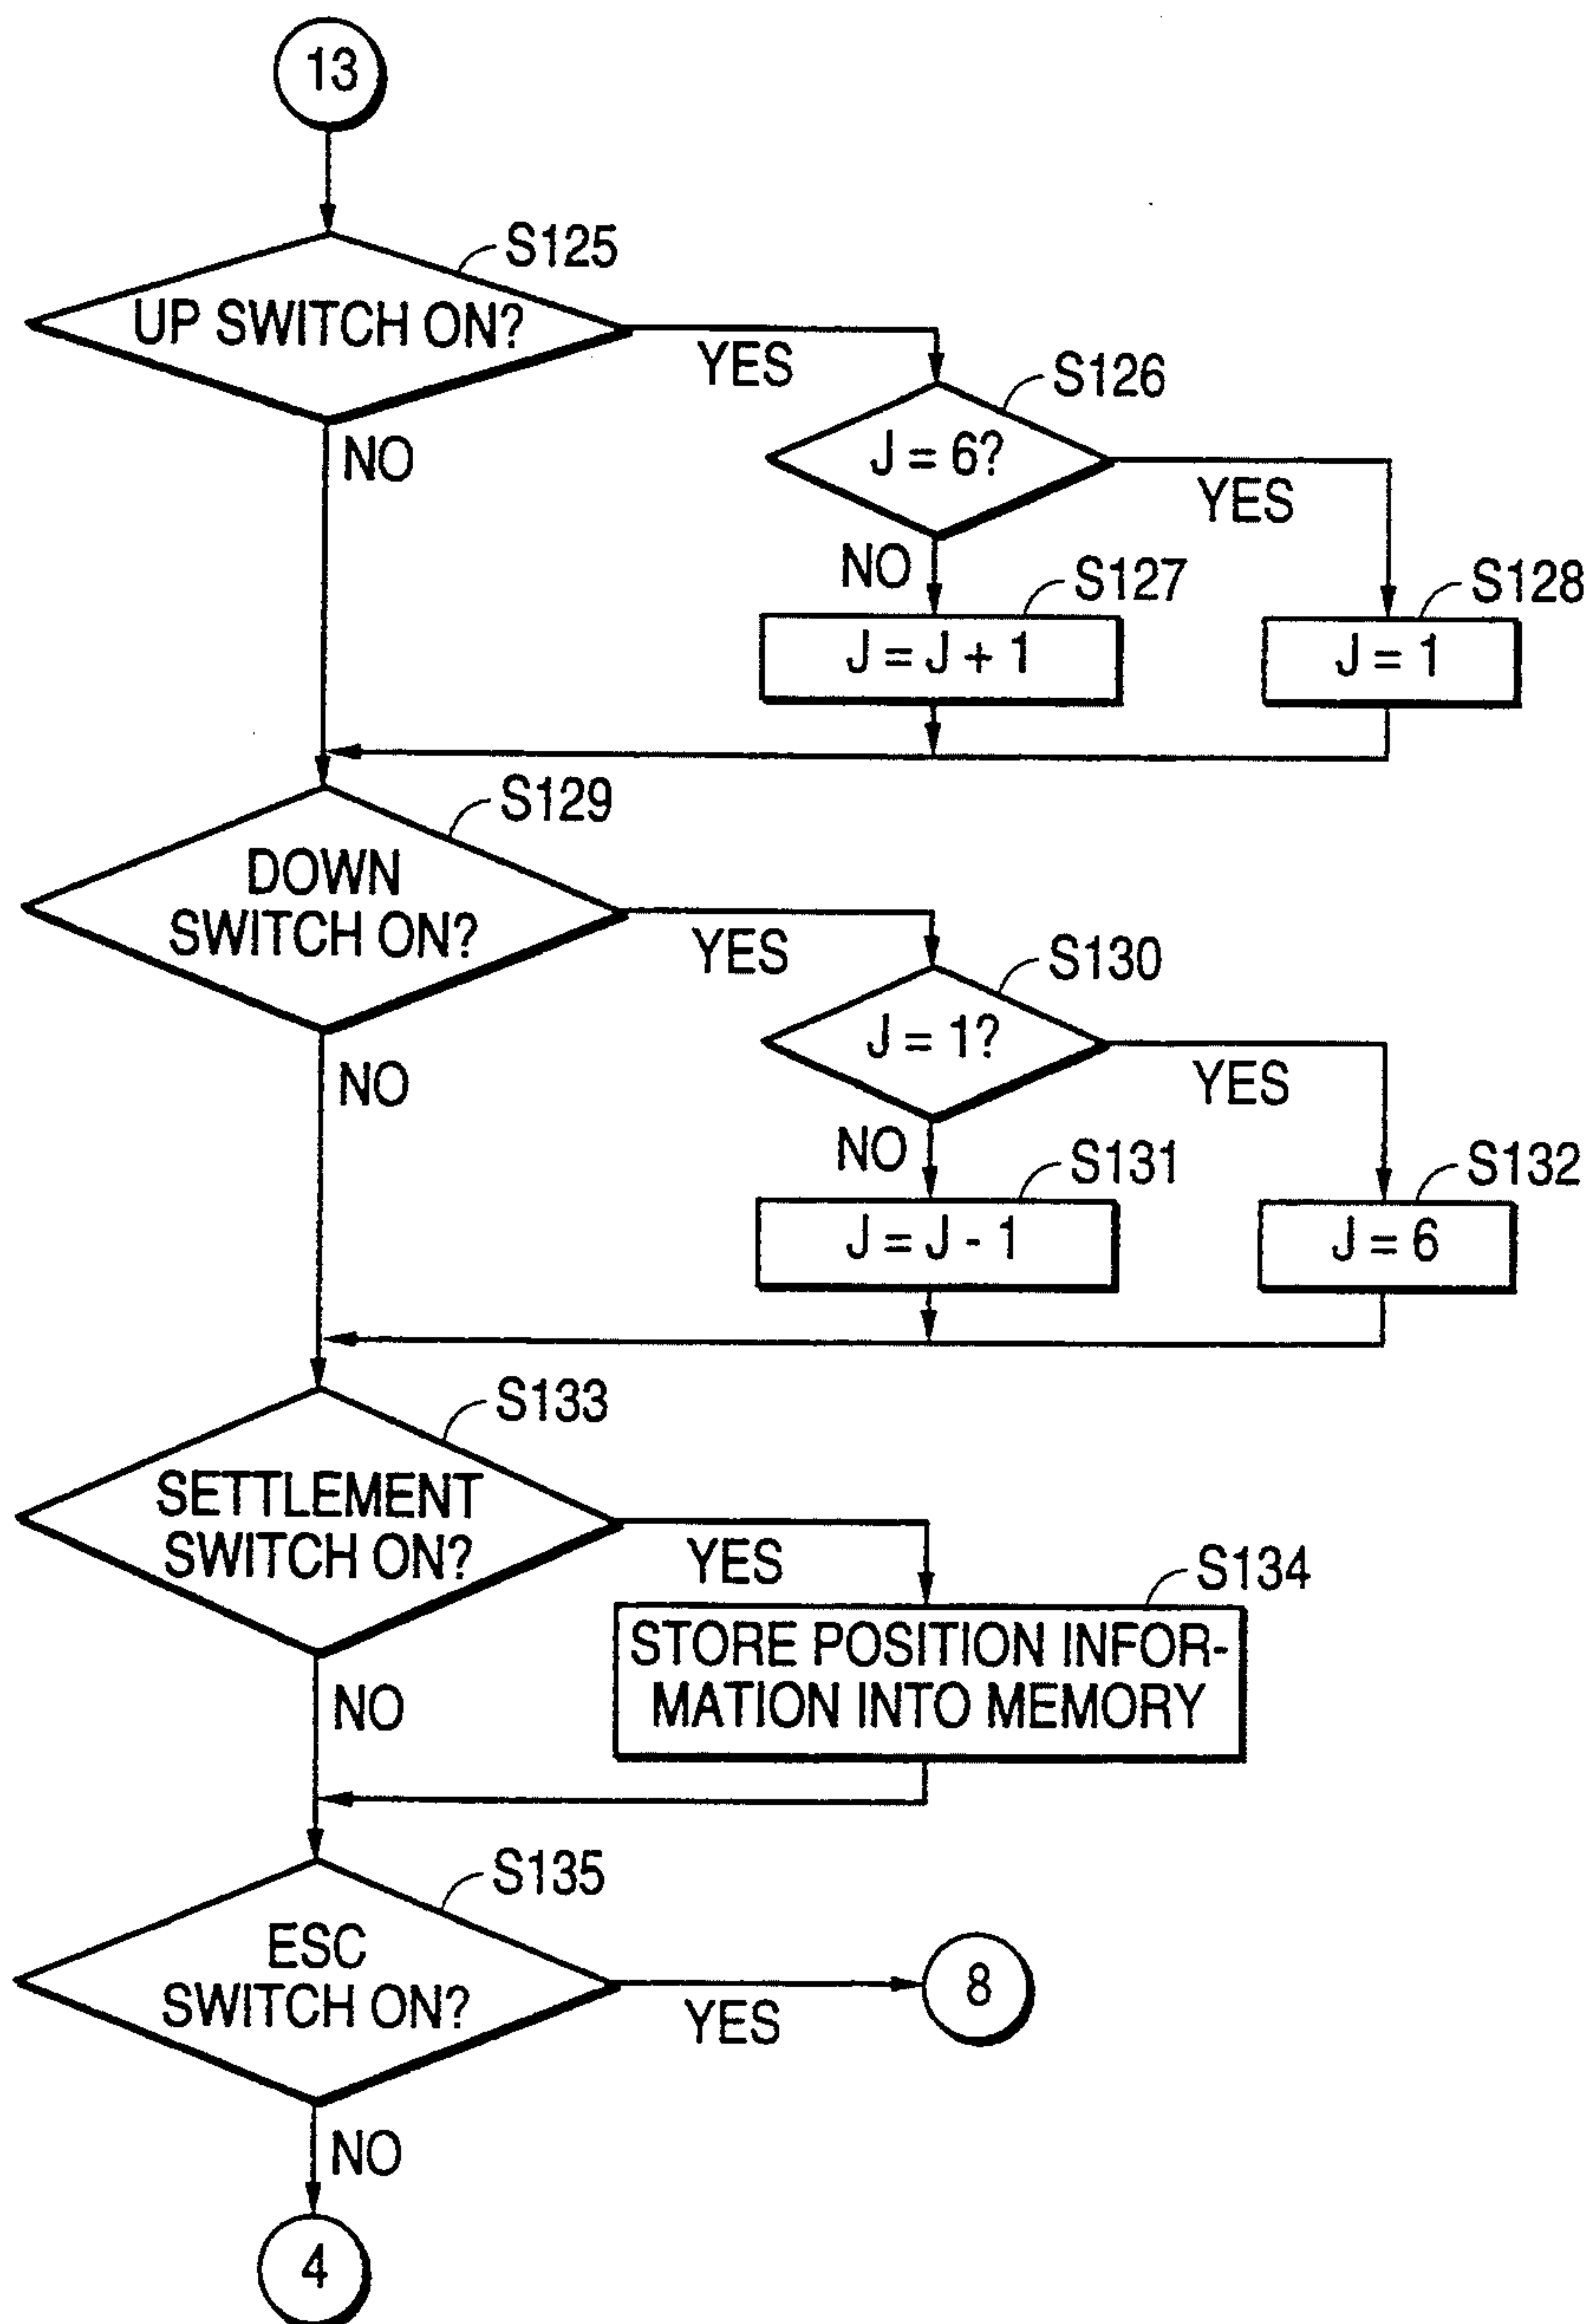 13
S125
UP SWITCH ON?
YES
S126
J = 6?
NO
YES
NO
S127
S128
J = J + 1
J = 1
S129
DOWN
SWITCH ON?
YES
S130
J = 1?
NO
YES
NO
S131
S132
J = J - 1
J = 6
S133
SETTLEMENT
SWITCH ON?
YES
S134
STORE POSITION INFOR-
MATION INTO MEMORY
NO
S135
ESC
SWITCH ON?
YES
8
NO
4